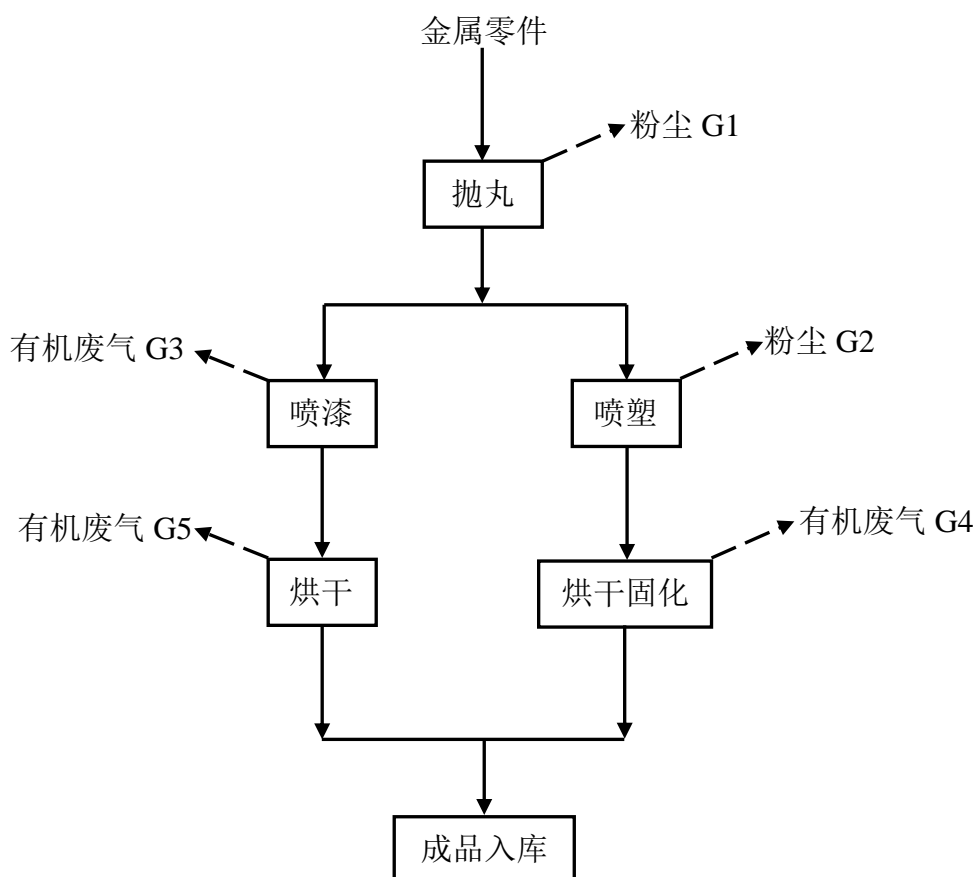 金属零件
粉尘 G1
抛丸
有机废气 G3
粉尘 G2
喷漆
喷塑
有机废气 G5
有机废气 G4
烘干
烘干固化
成品入库